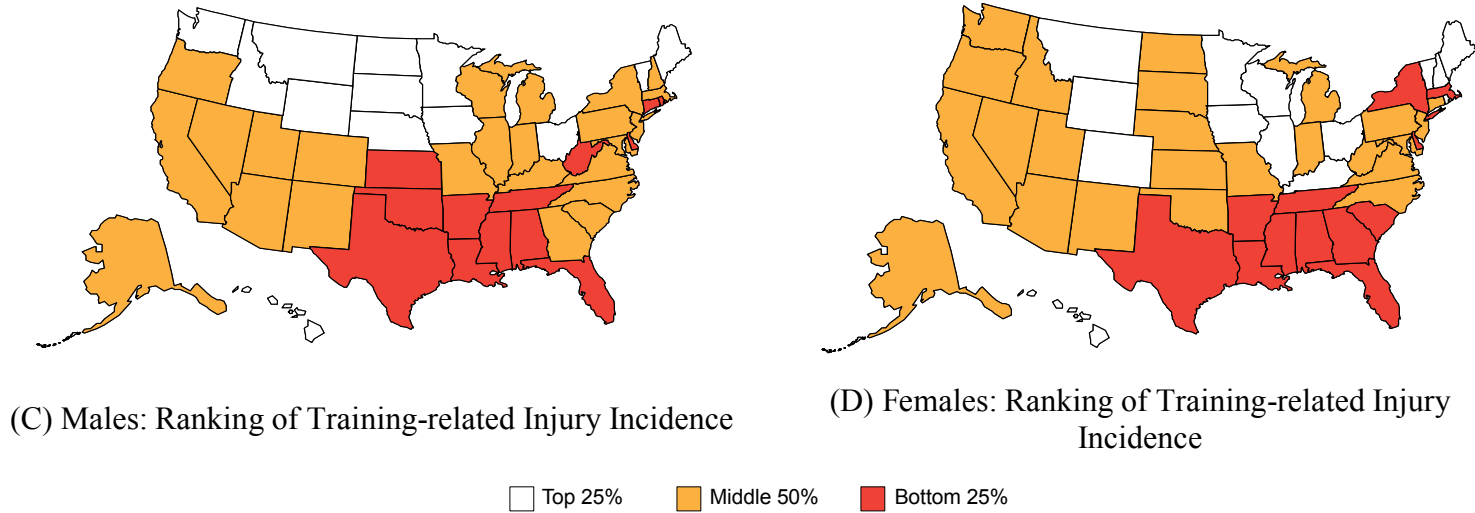 (C) Males: Ranking of Training-related Injury Incidence
(D) Females: Ranking of Training-related Injury
Incidence
Top 25%
Middle 50%
Bottom 25%